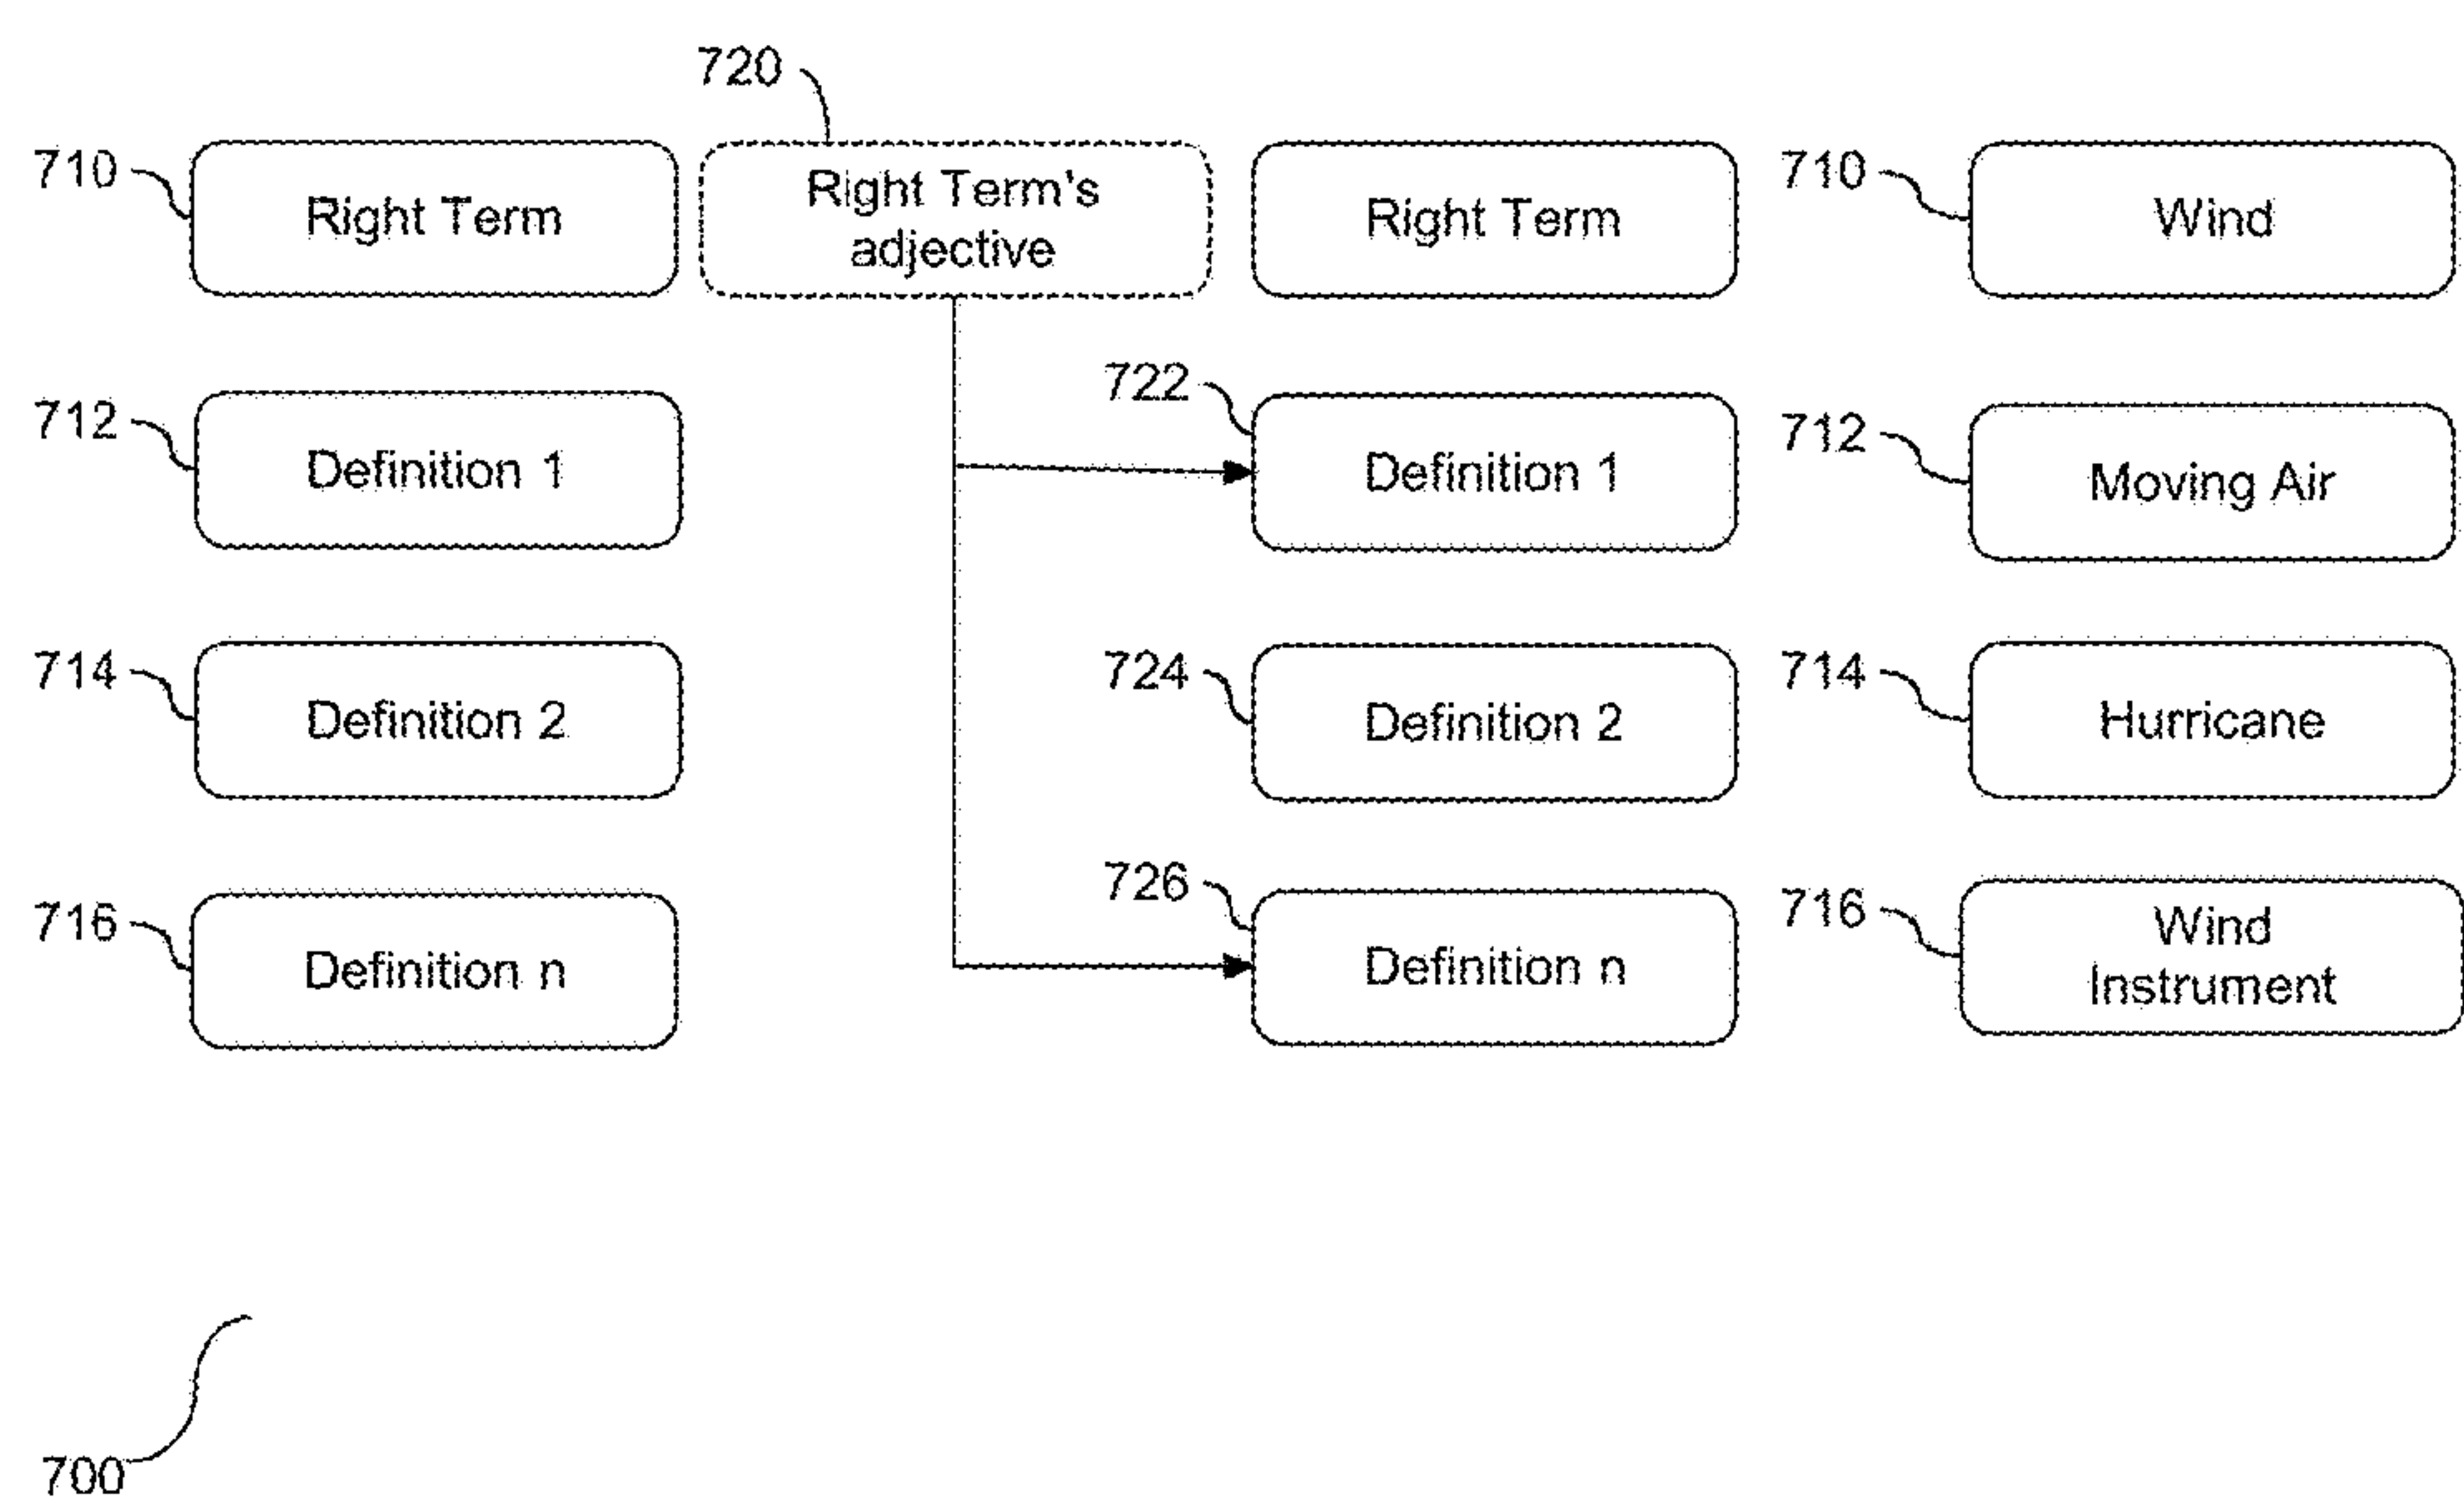 720
710
Right Term
Right Term's
adjective
Right Term
710
Wind
712
Definition 1
722
Definition 1
712
Moving Air
714
Definition 2
724
Definition 2
714
Hurricane
716
Definition n
726
Definition n
716
Wind
Instrument
700